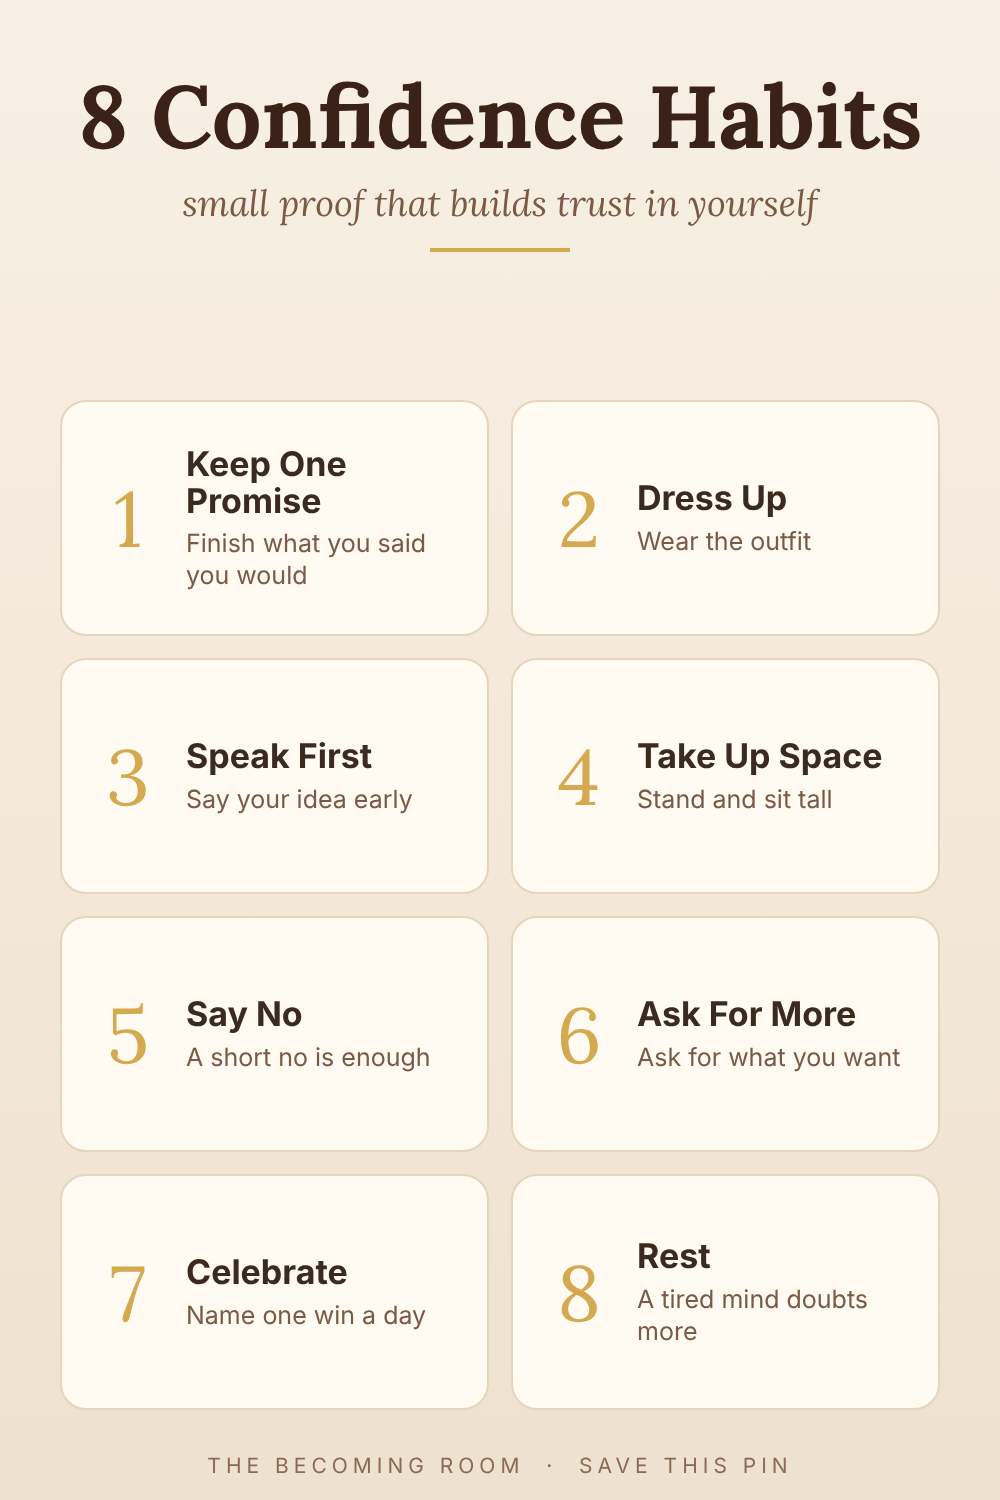 8 Confidence Habits
small proof that builds trust in yourself
1
Keep One
Promise
Finish what you said
you would
2
Dress Up
Wear the outfit
3
Speak First
Say your idea early
4
Take Up Space
Stand and sit tall
5
Say No
A short no is enough
6
Ask For More
Ask for what you want
7
Celebrate
Name one win a day
8
Rest
A tired mind doubts
more
THE BECOMING ROOM · SAVE THIS PIN